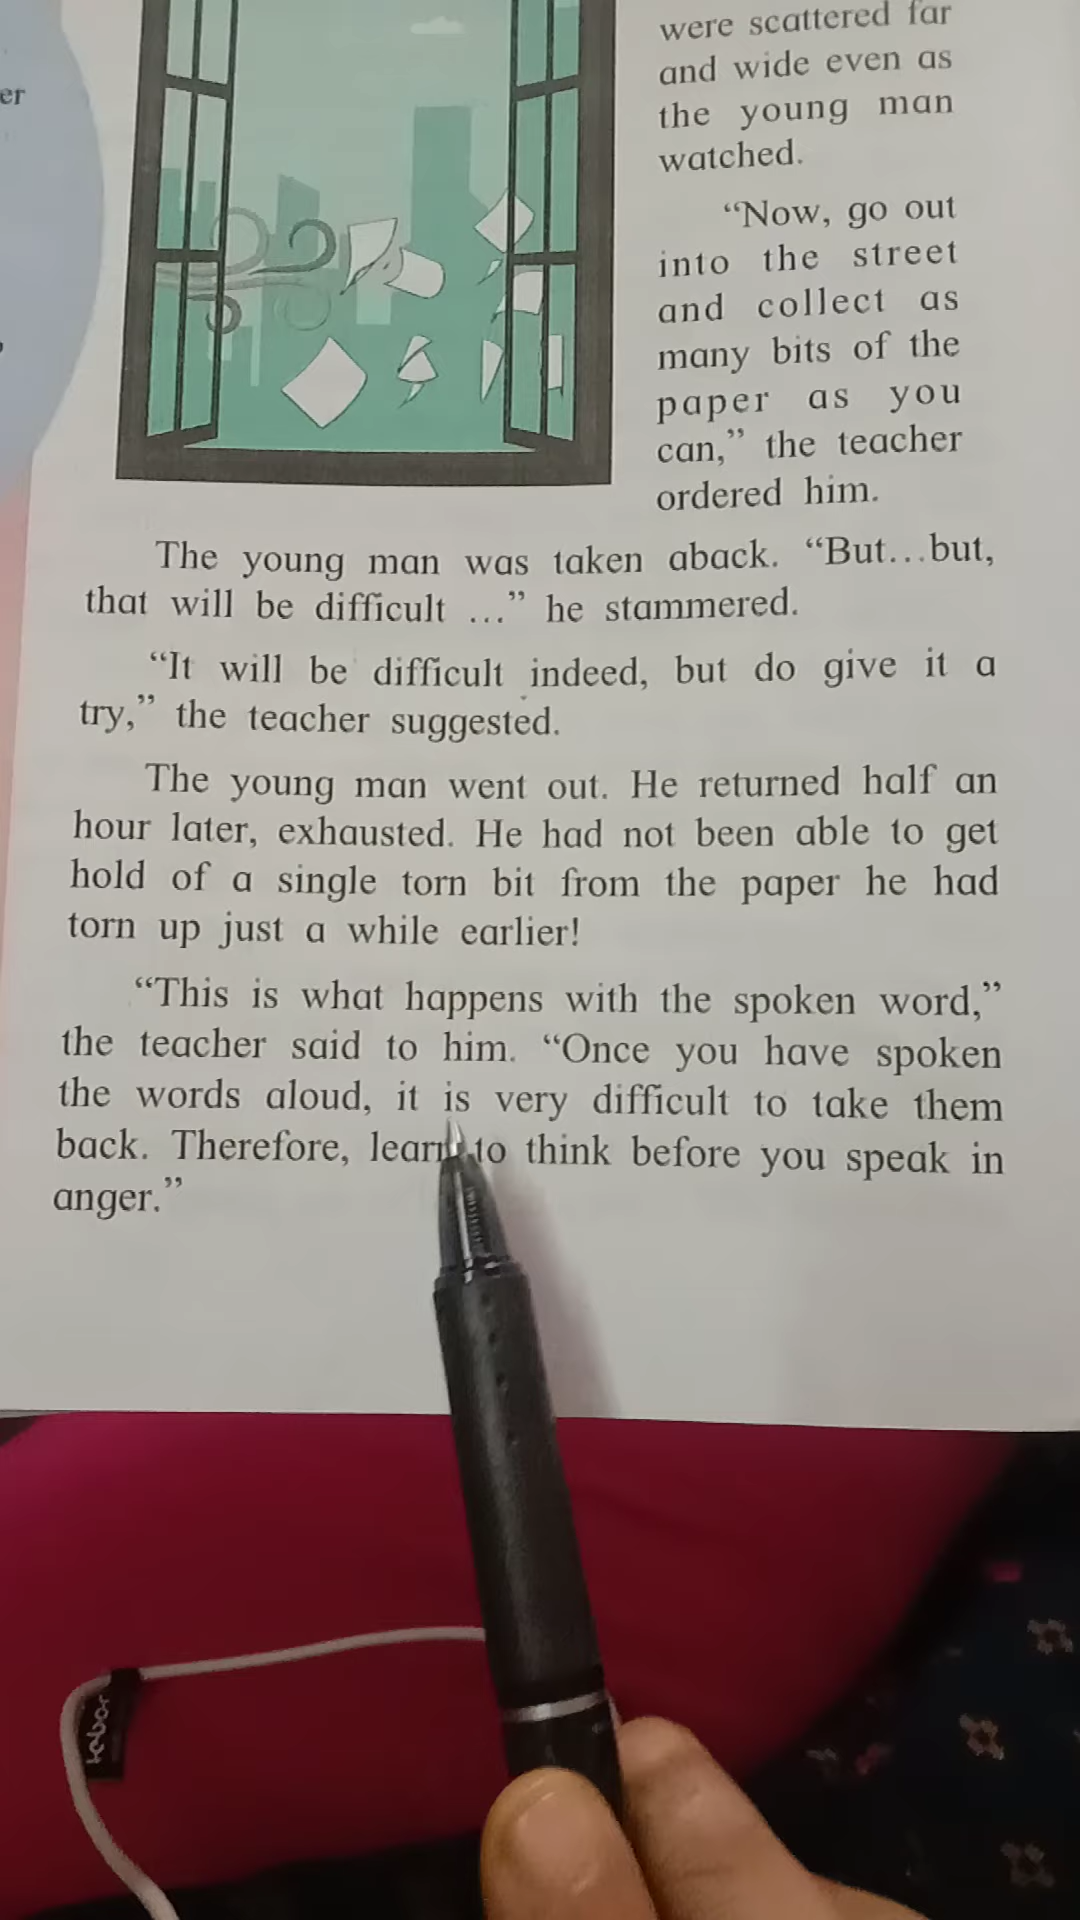 er
were scattered far
and wide even as
the young man
watched.
“Now, go out
into the street
and collect as
many bits of the
paper as you
can,” the teacher
ordered him.
The young man was taken aback. “But...but,
that will be difficult ...” he stammered.
“It will be difficult indeed, but do give it a
try,” the teacher suggested.
The young man went out. He returned half an
hour later, exhausted. He had not been able to get
hold of a single torn bit from the paper he had
torn up just a while earlier!
“This is what happens with the spoken word,”
the teacher said to him. “Once you have spoken
the words aloud, it is very difficult to take them
back. Therefore, learn to think before you speak in
anger.”